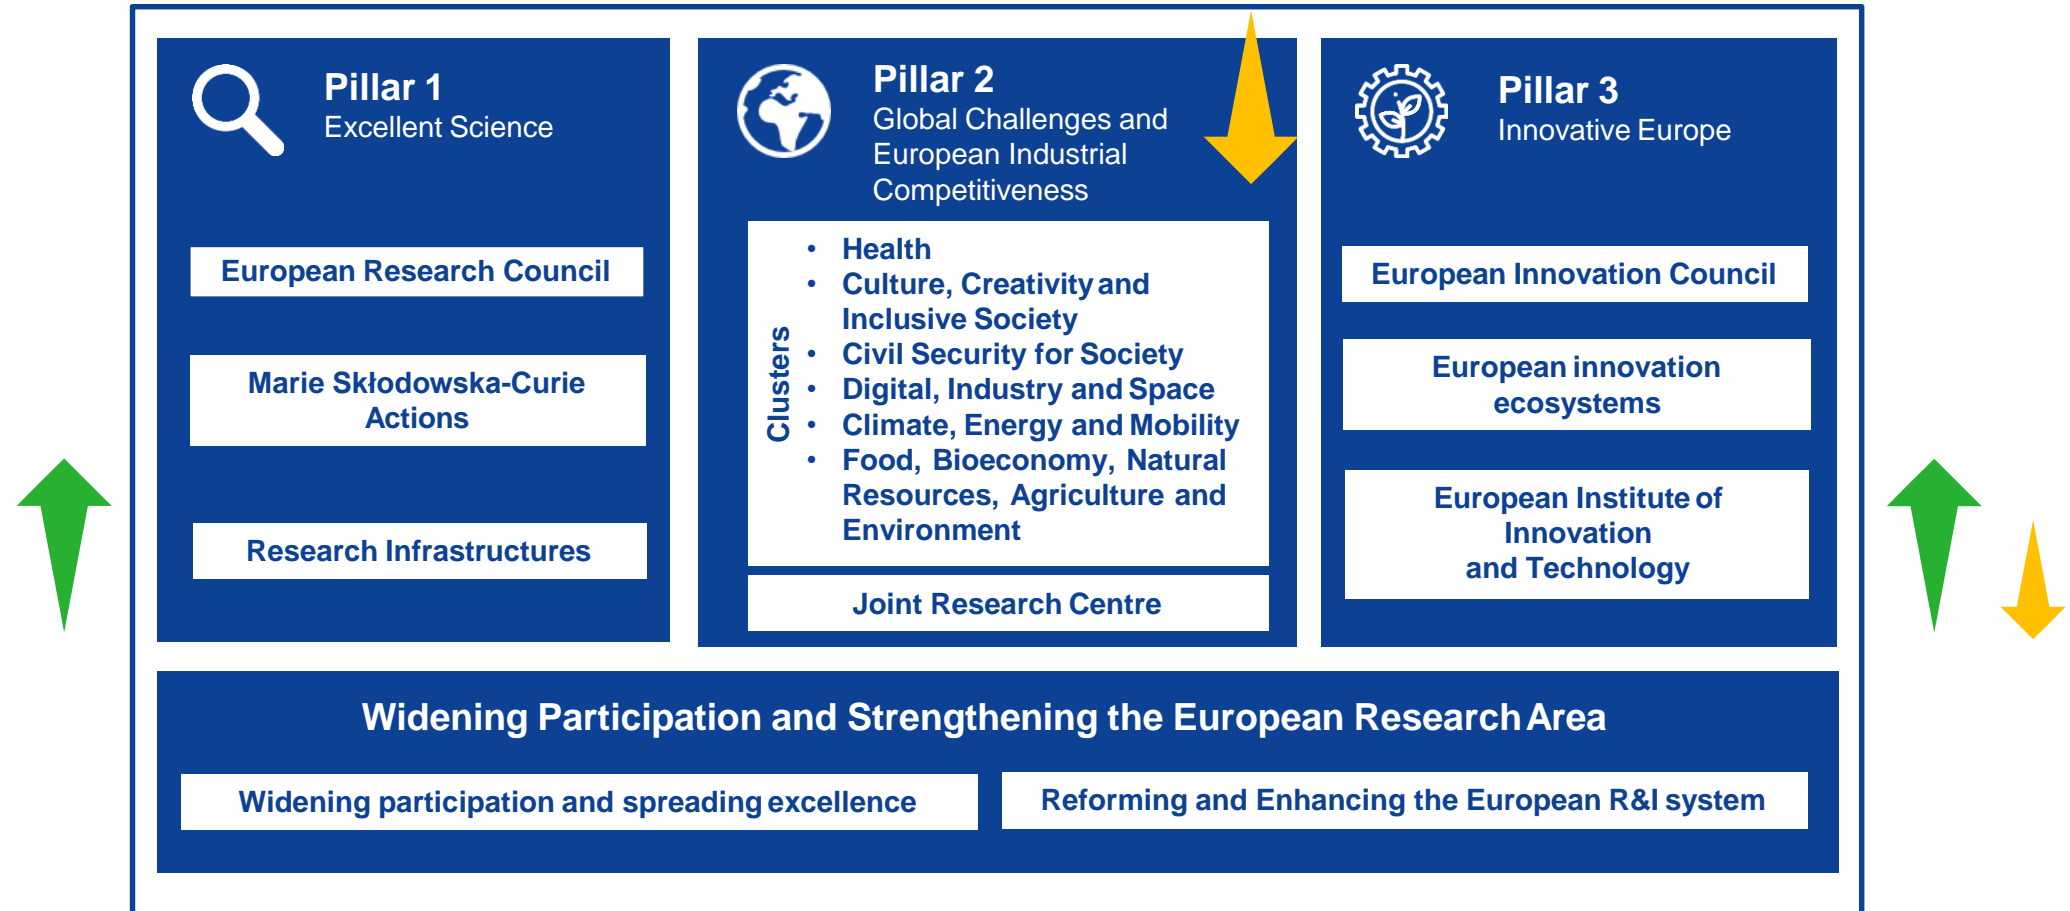 Pillar 1
Excellent Science
European Research Council
Marie Skłodowska-Curie
Actions
Research Infrastructures
Pillar 2
Global Challenges and
European Industrial
Competitiveness
Clusters
• Health
• Culture, Creativity and
Inclusive Society
• Civil Security for Society
• Digital, Industry and Space
• Climate, Energy and Mobility
• Food, Bioeconomy, Natural
Resources, Agriculture and
Environment
Joint Research Centre
Pillar 3
Innovative Europe
European Innovation Council
European innovation
ecosystems
European Institute of
Innovation
and Technology
Widening Participation and Strengthening the European Research Area
Widening participation and spreading excellence
Reforming and Enhancing the European R&I system